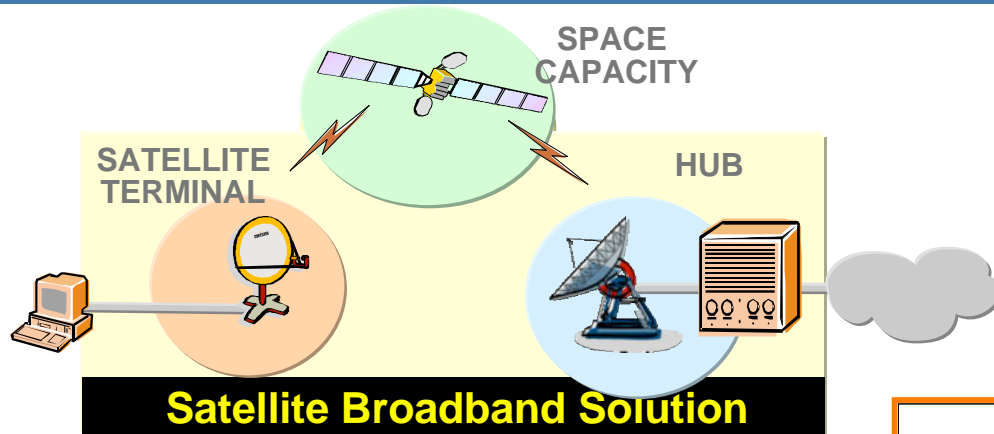 SPACE
CAPACITY
SATELLITE
TERMINAL
HUB
Satellite Broadband Solution